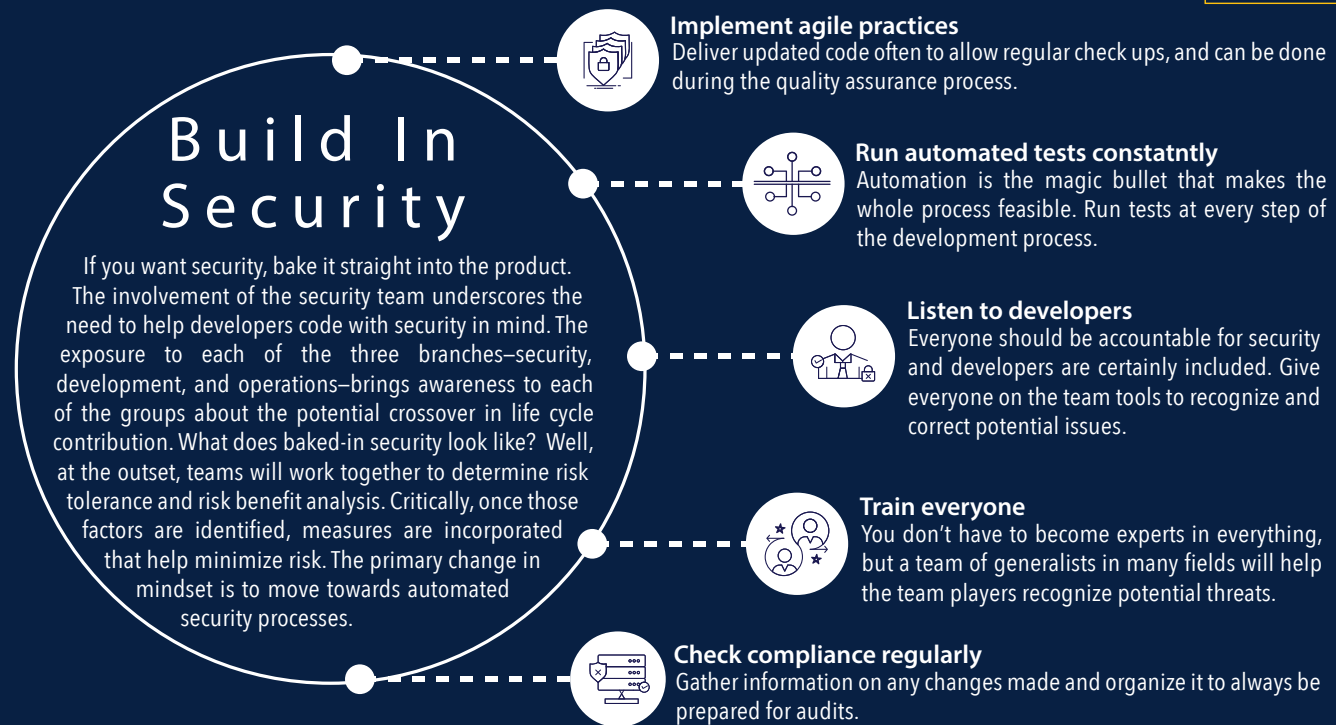 Build In
Security
If you want security, bake it straight into the product.
The involvement of the security team underscores the
need to help developers code with security in mind. The
exposure to each of the three branches–security,
development, and operations–brings awareness to each
of the groups about the potential crossover in life cycle
contribution. What does baked-in security look like? Well,
at the outset, teams will work together to determine risk
tolerance and risk benefit analysis. Critically, once those
factors are identified, measures are incorporated
that help minimize risk. The primary change in
mindset is to move towards automated
security processes.
Implement agile practices
Deliver updated code often to allow regular check ups, and can be done
during the quality assurance process.
Run automated tests constatntly
Automation is the magic bullet that makes the
whole process feasible. Run tests at every step of
the development process.
Listen to developers
Everyone should be accountable for security
and developers are certainly included. Give
everyone on the team tools to recognize and
correct potential issues.
Train everyone
You don't have to become experts in everything,
but a team of generalists in many fields will help
the team players recognize potential threats.
Check compliance regularly
Gather information on any changes made and organize it to always be
prepared for audits.